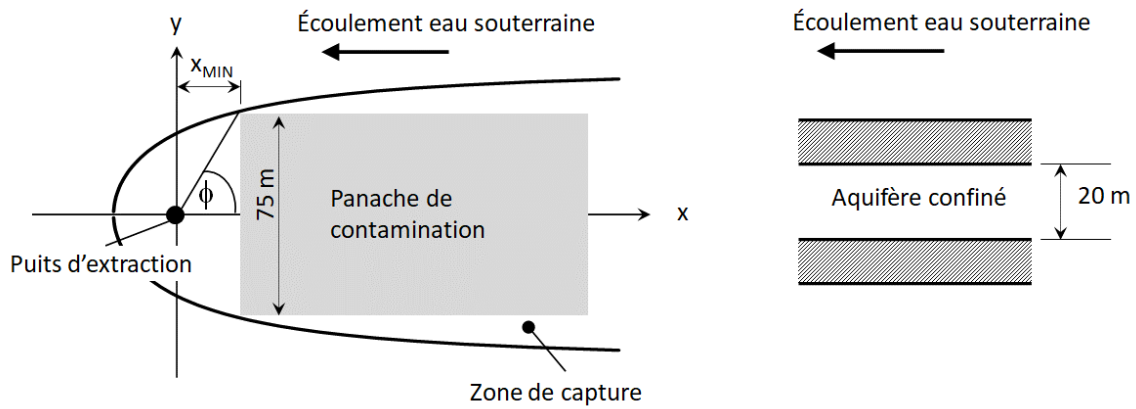 Écoulement eau souterraine
y
xMIN
ϕ
75 m
Panache de
contamination
x
Puits d’extraction
Zone de capture
Écoulement eau souterraine
Aquifère confiné
20 m